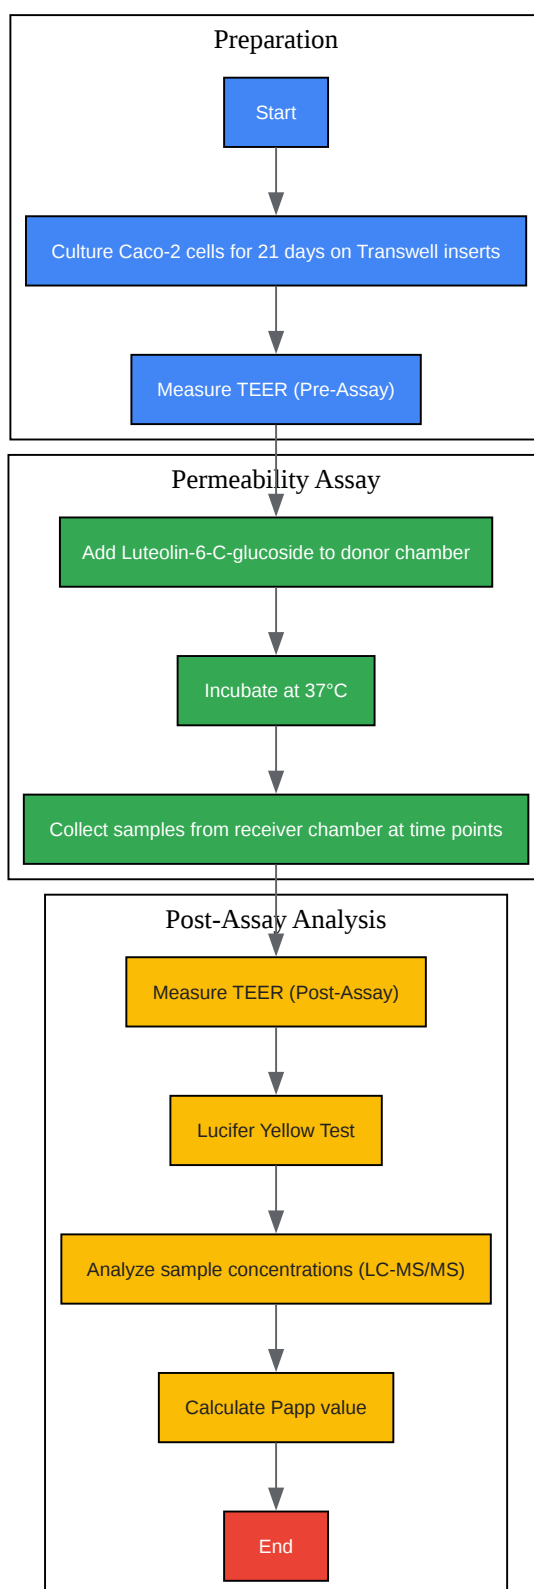 Preparation
Start
Culture Caco-2 cells for 21 days on Transwell inserts
Measure TEER (Pre-Assay)
Permeability Assay
Add Luteolin-6-C-glucoside to donor chamber
Incubate at 37°C
Collect samples from receiver chamber at time points
Post-Assay Analysis
Measure TEER (Post-Assay)
Lucifer Yellow Test
Analyze sample concentrations (LC-MS/MS)
Calculate Papp value
End